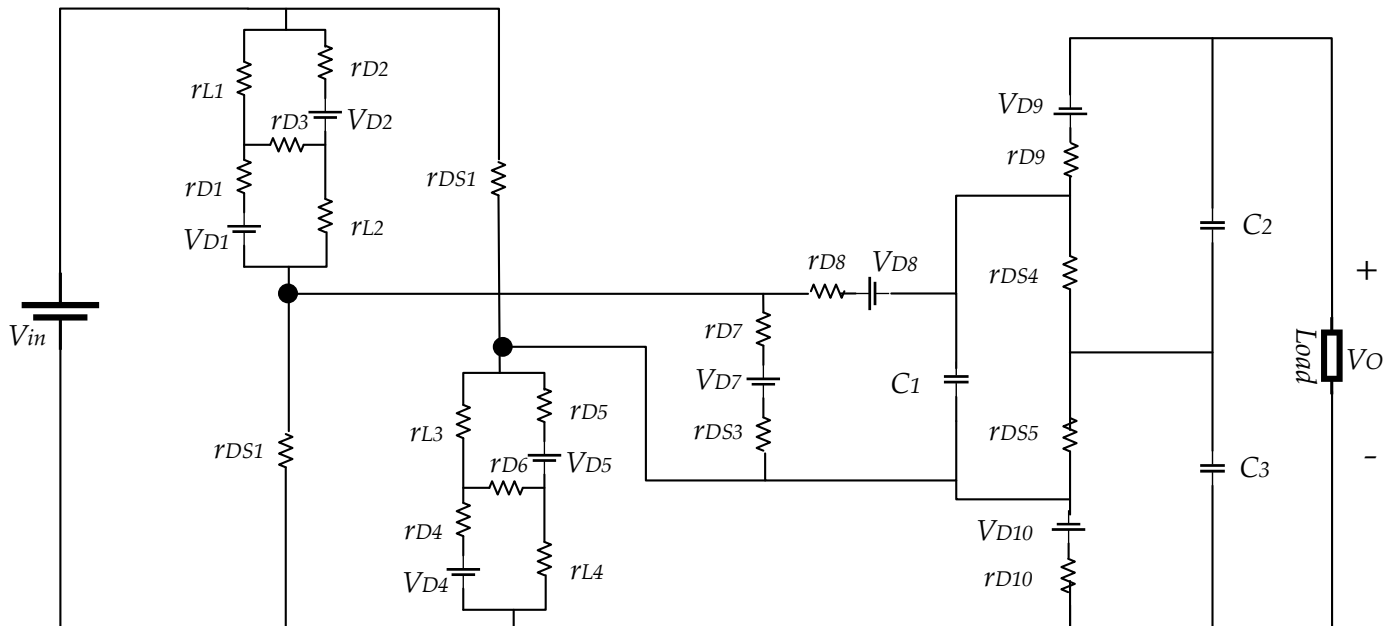 rL1
rD2
VD2
rD3
rD1
VD1
rL2
rDS1
Vin
rDS1
rL3
rD5
rD6
VD5
rD4
VD4
rL4
rD8
VD8
rD7
VD7
rDS3
C1
VD9
rD9
rDS4
rDS5
VD10
rD10
C2
C3
+
Load
VO
-